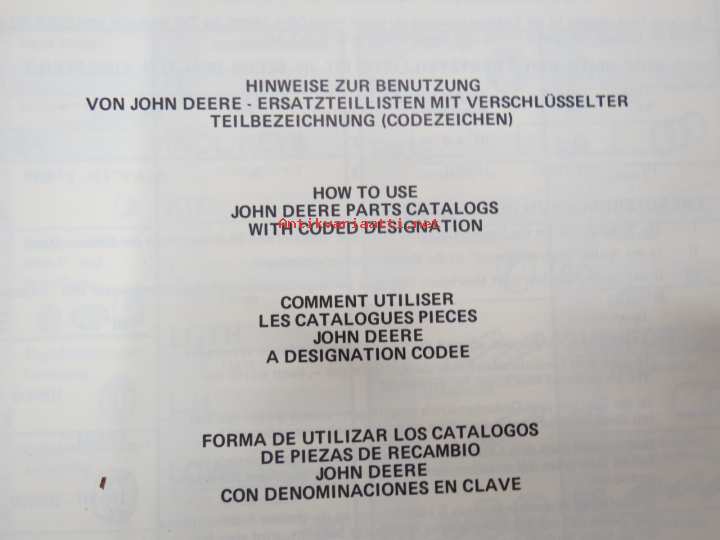 HINWEISE ZUR BENUTZUNG
VON JOHN DEERE - ERSATZTEILLISTEN MIT VERSCHLÜSSELTER
TEILBEZEICHNUNG (CODEZEICHEN)
HOW TO USE
JOHN DEERE PARTS CATALOGS
Antikvariaatti.net
WITH CODED DESIGNATION
COMMENT UTILISER
LES CATALOGUES PIECES
JOHN DEERE
A DESIGNATION CODEE
FORMA DE UTILIZAR LOS CATALOGOS
DE PIEZAS DE RECAMBIO
JOHN DEERE
CON DENOMINACIONES EN CLAVE